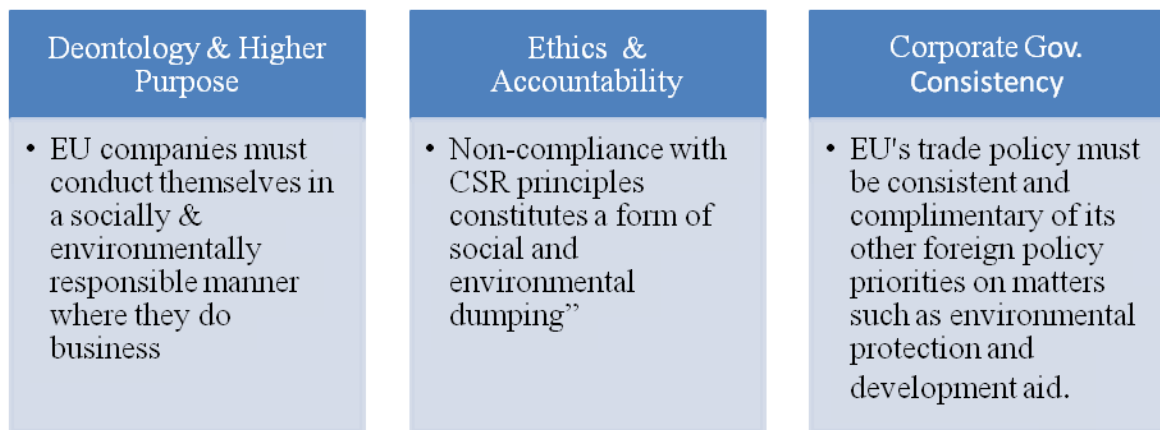 Deontology & Higher
Purpose
• EU companies must
conduct themselves in
a socially &
environmentally
responsible manner
where they do
business
Ethics &
Accountability
• Non-compliance with
CSR principles
constitutes a form of
social and
environmental
dumping”
Corporate Gov.
Consistency
• EU's trade policy must
be consistent and
complimentary of its
other foreign policy
priorities on matters
such as environmental
protection and
development aid.